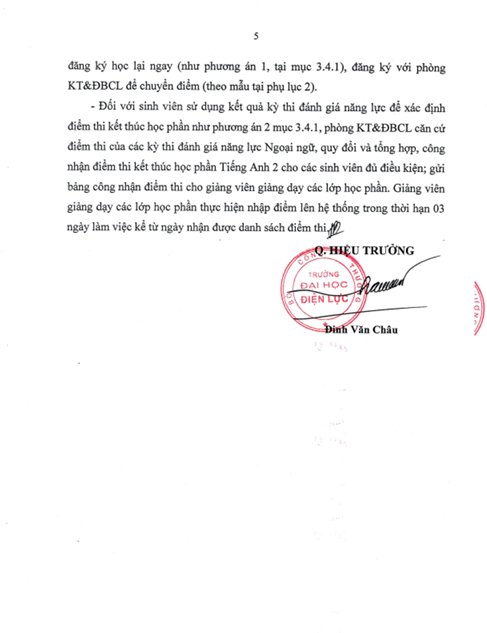 5
đăng ký học lại ngay (như phương án 1, tại mục 3.4.1), đăng ký với phòng
KT&ĐBCL để chuyển điểm (theo mẫu tại phụ lục 2).
- Đối với sinh viên sử dụng kết quả kỳ thi đánh giá năng lực để xác định
điểm thi kết thúc học phần như phương án 2 mục 3.4.1, phòng KT&ĐBCL căn cứ
điểm thi của các kỳ thi đánh giá năng lực Ngoại ngữ, quy đổi và tổng hợp, công
nhận điểm thi kết thúc học phần Tiếng Anh 2 cho các sinh viên đủ điều kiện; gửi
bảng công nhận điểm thi cho giảng viên giảng dạy các lớp học phần. Giảng viên
giảng dạy các lớp học phần thực hiện nhập điểm lên hệ thống trong thời hạn 03
ngày làm việc kể từ ngày nhận được danh sách điểm thi.
Q. HIỆU TRƯỞNG
BỘ CÔNG THƯƠNG
TRƯỜNG
ĐẠI HỌC
ĐIỆN LỰC
Đinh Văn Châu